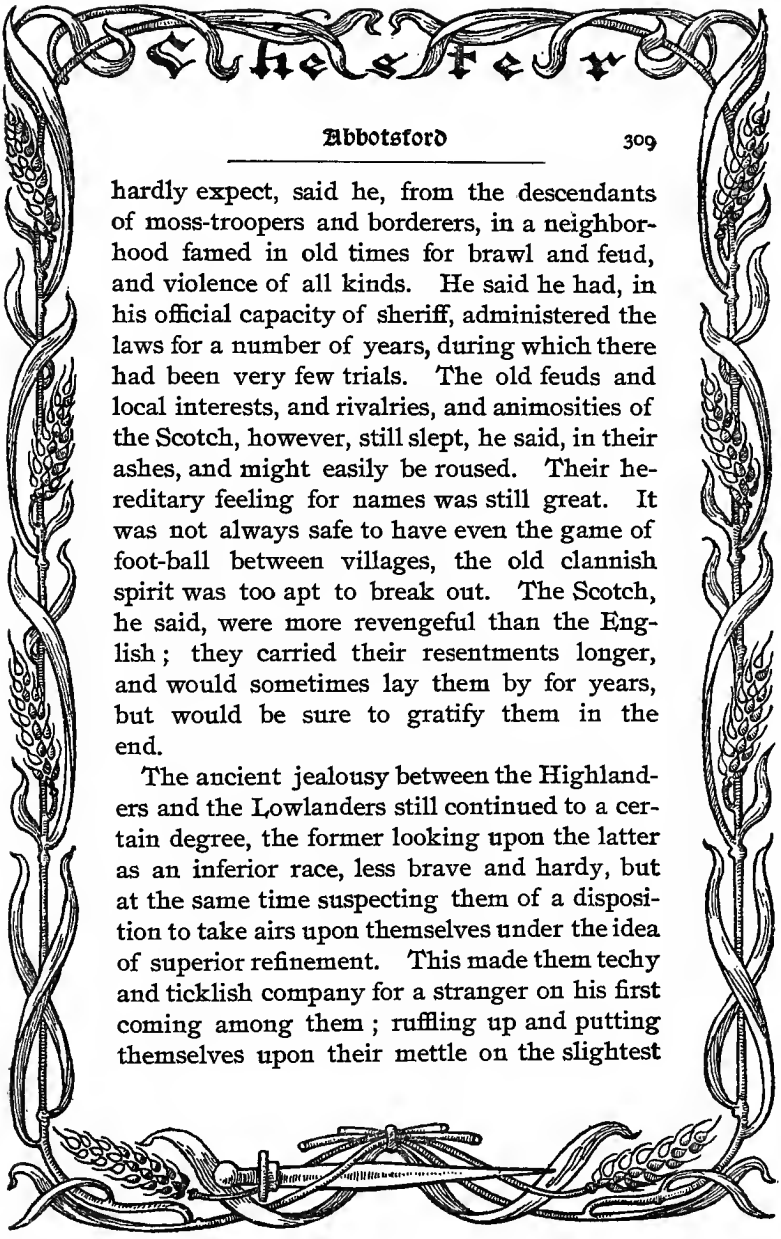 Shester
Abbotsford 309
hardly expect, said he, from the descendants
of moss-troopers and borderers, in a neighbor-
hood famed in old times for brawl and feud,
and violence of all kinds. He said he had, in
his official capacity of sheriff, administered the
laws for a number of years, during which there
had been very few trials. The old feuds and
local interests, and rivalries, and animosities of
the Scotch, however, still slept, he said, in their
ashes, and might easily be roused. Their he-
reditary feeling for names was still great. It
was not always safe to have even the game of
foot-ball between villages, the old clannish
spirit was too apt to break out. The Scotch,
he said, were more revengeful than the Eng-
lish ; they carried their resentments longer,
and would sometimes lay them by for years,
but would be sure to gratify them in the
end.
The ancient jealousy between the Highland-
ers and the Lowlanders still continued to a cer-
tain degree, the former looking upon the latter
as an inferior race, less brave and hardy, but
at the same time suspecting them of a disposi-
tion to take airs upon themselves under the idea
of superior refinement. This made them techy
and ticklish company for a stranger on his first
coming among them ; ruffling up and putting
themselves upon their mettle on the slightest